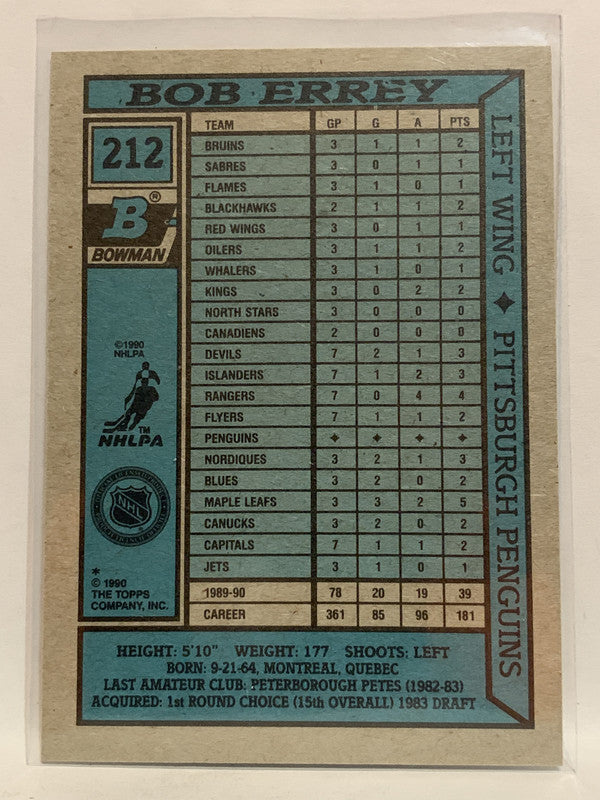 BOB ERREY
212
B®
BOWMAN
©1990
NHLPA
TM
NHLPA
NHL
*
© 1990
THE TOPPS
COMPANY, INC.
TEAM GP G A PTS
BRUINS 3 1 1 2
SABRES 3 0 1 1
FLAMES 3 1 0 1
BLACKHAWKS 2 1 1 2
RED WINGS 3 0 1 1
OILERS 3 1 1 2
WHALERS 3 1 0 1
KINGS 3 0 2 2
NORTH STARS 3 0 0 0
CANADIENS 2 0 0 0
DEVILS 7 2 1 3
ISLANDERS 7 1 2 3
RANGERS 7 0 4 4
FLYERS 7 1 1 2
PENGUINS ✦ ✦ ✦ ✦
NORDIQUES 3 2 1 3
BLUES 3 2 0 2
MAPLE LEAFS 3 3 2 5
CANUCKS 3 2 0 2
CAPITALS 7 1 1 2
JETS 3 1 0 1
1989-90 78 20 19 39
CAREER 361 85 96 181
LEFT WING ✦ PITTSBURGH PENGUINS
HEIGHT: 5'10" WEIGHT: 177 SHOOTS: LEFT
BORN: 9-21-64, MONTREAL, QUEBEC
LAST AMATEUR CLUB: PETERBOROUGH PETES (1982-83)
ACQUIRED: 1st ROUND CHOICE (15th OVERALL) 1983 DRAFT